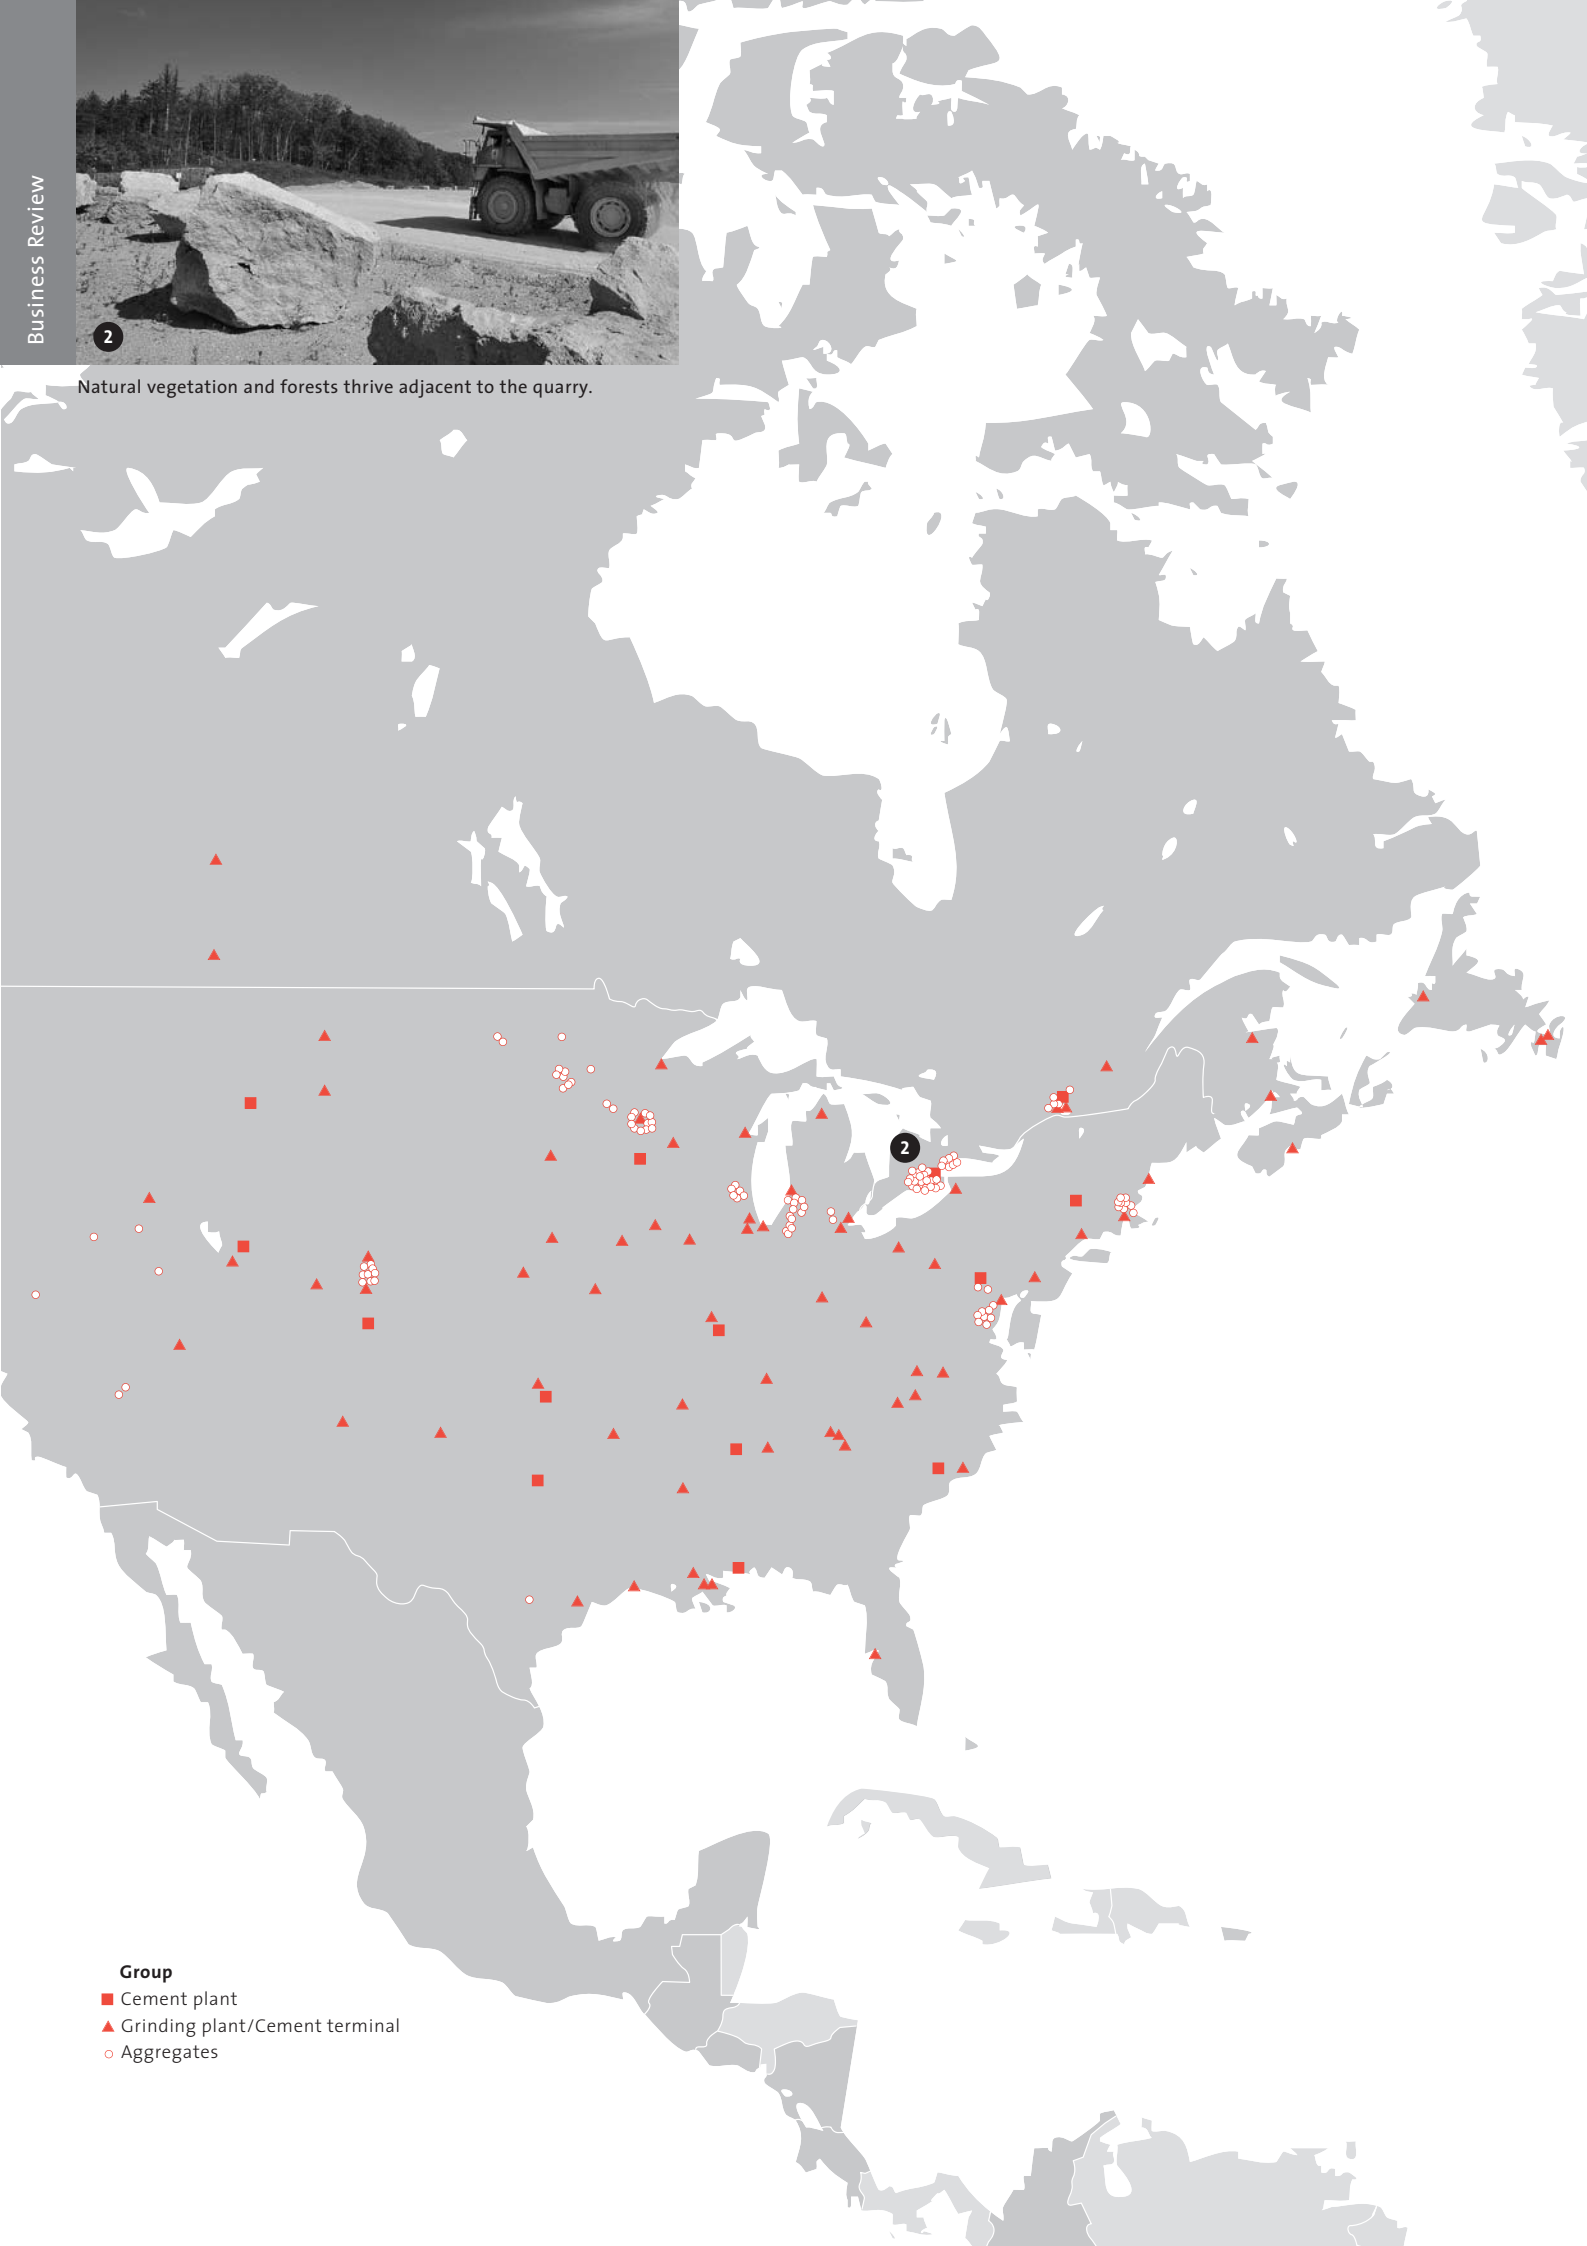 Business Review
2
Natural vegetation and forests thrive adjacent to the quarry.
2
Group
Cement plant
Grinding plant/Cement terminal
Aggregates